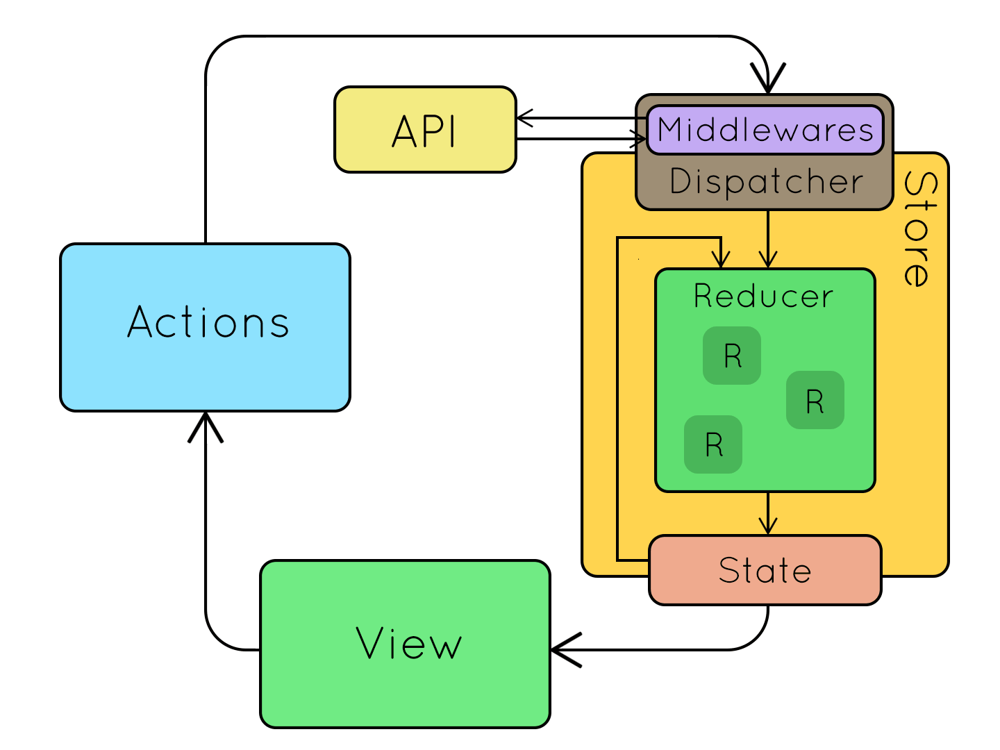 API
Middlewares
Dispatcher
Store
Actions
Reducer
R
R
R
State
View